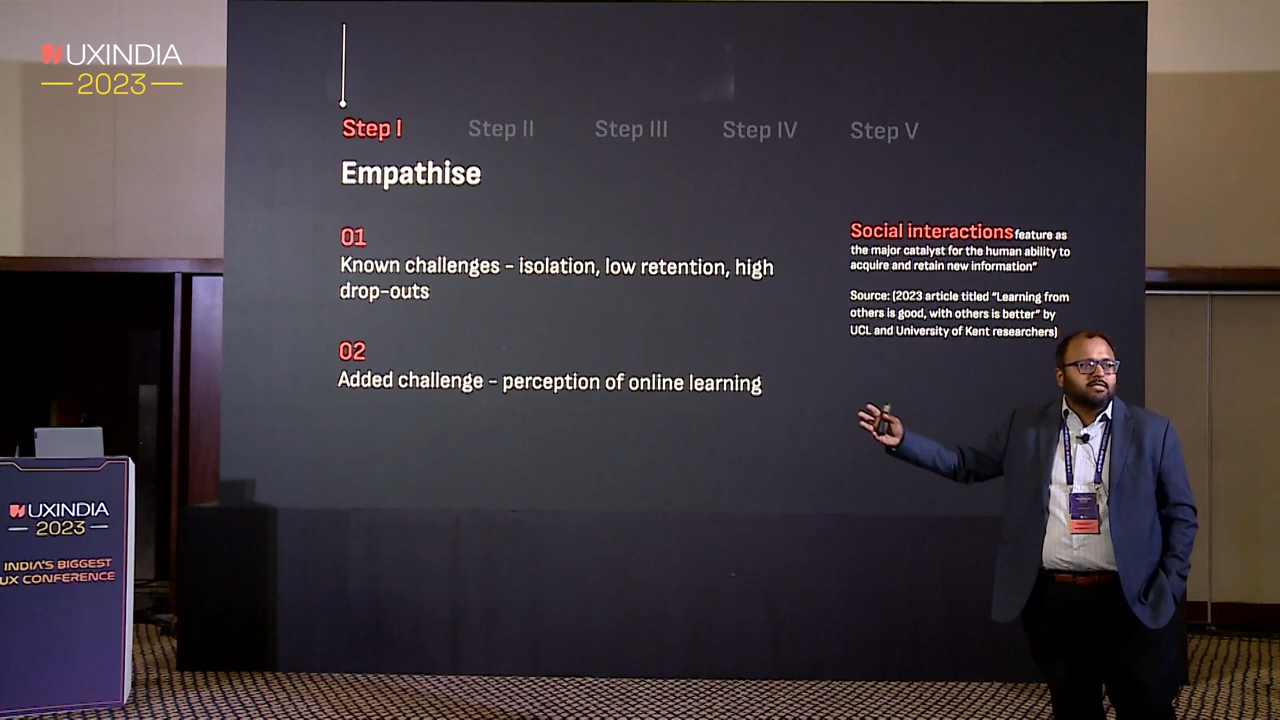 UXINDIA
2023
Step I Step II Step III Step IV Step V
Empathise
01
Known challenges - isolation, low retention, high
drop-outs
02
Added challenge - perception of online learning
Social interactions feature as
the major catalyst for the human ability to
acquire and retain new information"
Source: (2023 article titled "Learning from
others is good, with others is better" by
UCL and University of Kent researchers)
UXINDIA
2023
INDIA'S BIGGEST
UX CONFERENCE